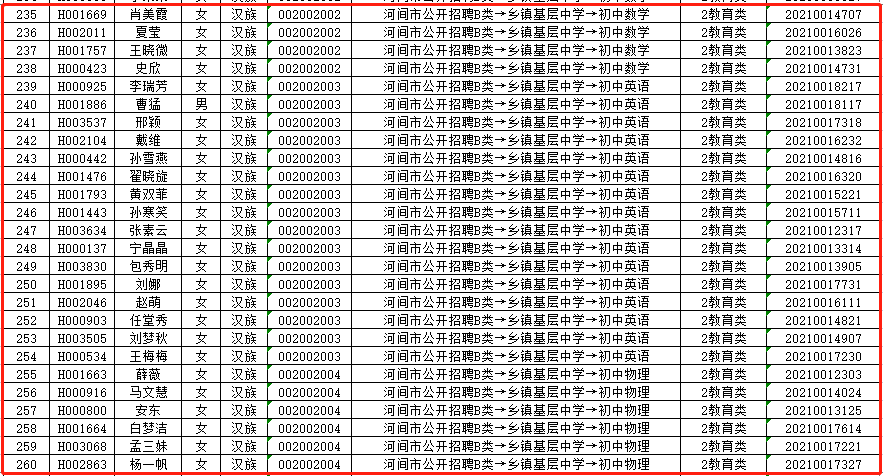 235 H001669 肖美霞 女 汉族 002002002 河间市公开招聘B类→乡镇基层中学→初中数学 2教育类 20210014707
236 H002011 夏莹 女 汉族 002002002 河间市公开招聘B类→乡镇基层中学→初中数学 2教育类 20210016026
237 H001757 王晓微 女 汉族 002002002 河间市公开招聘B类→乡镇基层中学→初中数学 2教育类 20210013823
238 H000423 史欣 女 汉族 002002002 河间市公开招聘B类→乡镇基层中学→初中数学 2教育类 20210014731
239 H000925 李瑞芳 女 汉族 002002003 河间市公开招聘B类→乡镇基层中学→初中英语 2教育类 20210018217
240 H001886 曹猛 男 汉族 002002003 河间市公开招聘B类→乡镇基层中学→初中英语 2教育类 20210018117
241 H003537 邢颖 女 汉族 002002003 河间市公开招聘B类→乡镇基层中学→初中英语 2教育类 20210017318
242 H002104 戴维 女 汉族 002002003 河间市公开招聘B类→乡镇基层中学→初中英语 2教育类 20210016232
243 H000442 孙雪燕 女 汉族 002002003 河间市公开招聘B类→乡镇基层中学→初中英语 2教育类 20210014816
244 H001476 翟晓旋 女 汉族 002002003 河间市公开招聘B类→乡镇基层中学→初中英语 2教育类 20210016320
245 H001793 黄双菲 女 汉族 002002003 河间市公开招聘B类→乡镇基层中学→初中英语 2教育类 20210015221
246 H001443 孙寒笑 女 汉族 002002003 河间市公开招聘B类→乡镇基层中学→初中英语 2教育类 20210015711
247 H003634 张素云 女 汉族 002002003 河间市公开招聘B类→乡镇基层中学→初中英语 2教育类 20210012317
248 H000137 宁晶晶 女 汉族 002002003 河间市公开招聘B类→乡镇基层中学→初中英语 2教育类 20210013314
249 H003830 包秀明 女 汉族 002002003 河间市公开招聘B类→乡镇基层中学→初中英语 2教育类 20210013905
250 H001895 刘娜 女 汉族 002002003 河间市公开招聘B类→乡镇基层中学→初中英语 2教育类 20210017731
251 H002046 赵萌 女 汉族 002002003 河间市公开招聘B类→乡镇基层中学→初中英语 2教育类 20210016111
252 H000903 任堂秀 女 汉族 002002003 河间市公开招聘B类→乡镇基层中学→初中英语 2教育类 20210014821
253 H003505 刘梦秋 女 汉族 002002003 河间市公开招聘B类→乡镇基层中学→初中英语 2教育类 20210014907
254 H000534 王梅梅 女 汉族 002002003 河间市公开招聘B类→乡镇基层中学→初中英语 2教育类 20210017230
255 H001663 薛薇 女 汉族 002002004 河间市公开招聘B类→乡镇基层中学→初中物理 2教育类 20210012303
256 H000916 马文慧 女 汉族 002002004 河间市公开招聘B类→乡镇基层中学→初中物理 2教育类 20210014024
257 H000800 安东 女 汉族 002002004 河间市公开招聘B类→乡镇基层中学→初中物理 2教育类 20210013125
258 H001664 白梦洁 女 汉族 002002004 河间市公开招聘B类→乡镇基层中学→初中物理 2教育类 20210017614
259 H003068 孟三妹 女 汉族 002002004 河间市公开招聘B类→乡镇基层中学→初中物理 2教育类 20210017221
260 H002863 杨一帆 女 汉族 002002004 河间市公开招聘B类→乡镇基层中学→初中物理 2教育类 20210017327